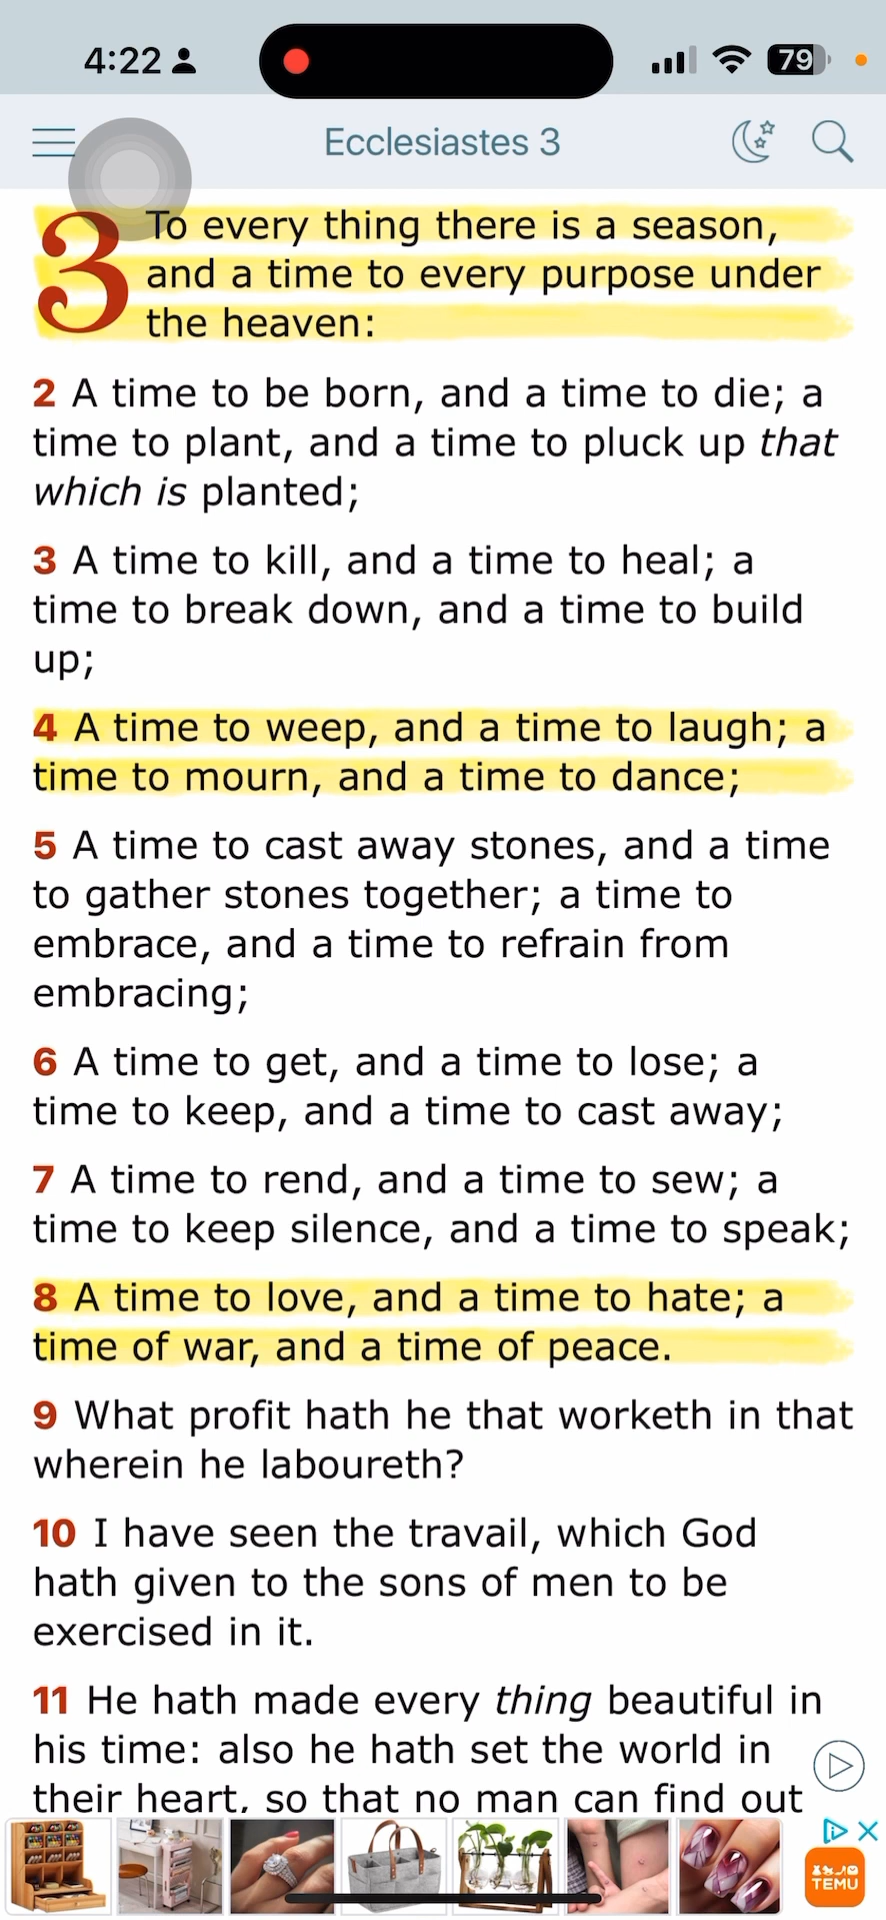 4:22
79
Ecclesiastes 3
3 To every thing there is a season,
and a time to every purpose under
the heaven:
2 A time to be born, and a time to die; a
time to plant, and a time to pluck up that
which is planted;
3 A time to kill, and a time to heal; a
time to break down, and a time to build
up;
4 A time to weep, and a time to laugh; a
time to mourn, and a time to dance;
5 A time to cast away stones, and a time
to gather stones together; a time to
embrace, and a time to refrain from
embracing;
6 A time to get, and a time to lose; a
time to keep, and a time to cast away;
7 A time to rend, and a time to sew; a
time to keep silence, and a time to speak;
8 A time to love, and a time to hate; a
time of war, and a time of peace.
9 What profit hath he that worketh in that
wherein he laboureth?
10 I have seen the travail, which God
hath given to the sons of men to be
exercised in it.
11 He hath made every thing beautiful in
his time: also he hath set the world in
their heart, so that no man can find out
TEMU